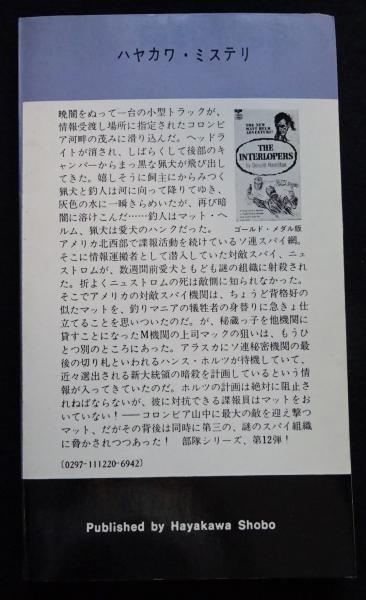 ハヤカワ・ミステリ
暁闇をぬって一台の小型トラックが、
情報受渡し場所に指定されたコロンビ
ア河畔の茂みに滑り込んだ。ヘッドラ
イトが消され、しばらくして後部のキ
ャンパーからまっ黒な猟犬が飛び出し
てきた。嬉しそうに飼主にからみつく
猟犬と釣人は河に向って降りてゆき、
灰色の水に一瞬きらめいたが、再び暗
闇に溶けこんだ……釣人はマット・ヘ
ルム、猟犬は愛犬のハンクだった。
THE NEW
MATT HELM
ADVENTURE!
THE
INTERLOPERS
by Donald Hamilton
ゴールド・メダル版
アメリカ北西部で諜報活動を続けているソ連スパイ網。
そこに情報運搬者として潜入していた対敵スパイ、ニュ
ストロムが、数週間前愛犬ともども謎の組織に射殺され
た。折よくニュストロムの死は敵側に知られなかった。
そこでアメリカの対敵スパイ機関は、ちょうど背格好の
似たマットを、釣りマニアの犠牲者の身替りに急きょ仕
立てることを思いついたのだ。が、秘蔵っ子を他機関に
貸すことになったM機関の上司マックの狙いは、もうひ
とつ別のところにあった。アラスカにソ連秘密機関の最
後の切り札といわれるハンス・ホルツが待機していて、
近々選出される新大統領の暗殺を計画しているという情
報が入ってきていたのだ。ホルツの計画は絶対に阻止さ
れねばならないが、彼に対抗できる諜報員はマットをお
いていない!――コロンビア山中に最大の敵を迎え撃つ
マット、だがその背後は同時に第三の、謎のスパイ組織
に脅かされつつあった! 部隊シリーズ、第12弾!
〔0297-111220-6942〕
Published by Hayakawa Shobo